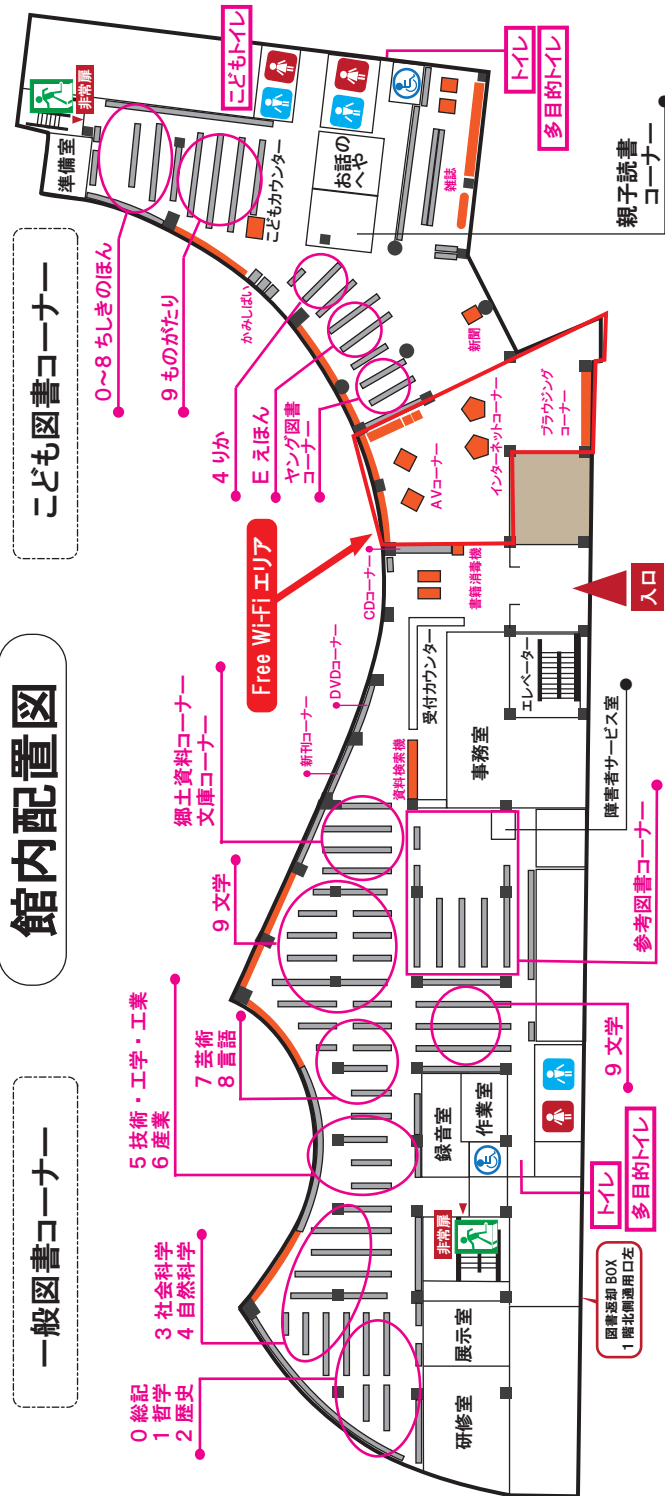 館内配置図
一般図書コーナー
こども図書コーナー
0 総記
1 哲学
2 歴史
3 社会科学
4 自然科学
5 技術・工学・工業
6 産業
7 芸術
8 言語
9 文学
郷土資料コーナー
文庫コーナー
新刊コーナー
DVDコーナー
Free Wi-Fi エリア
CDコーナー
4 りか
E えほん
ヤング図書
コーナー
0~8 ちしきのほん
9 ものがたり
かみしばい
準備室
非常扉
こどもトイレ
こどもカウンター
お話の
へや
雑誌
トイレ
多目的トイレ
親子読書
コーナー
新聞
AVコーナー
インターネットコーナー
ブラウジング
コーナー
書籍消毒機
受付カウンター
資料検索機
事務室
エレベーター
入口
障害者サービス室
参考図書コーナー
9 文学
録音室
作業室
非常扉
トイレ
多目的トイレ
展示室
研修室
図書返却 BOX
1 階北側通用口左